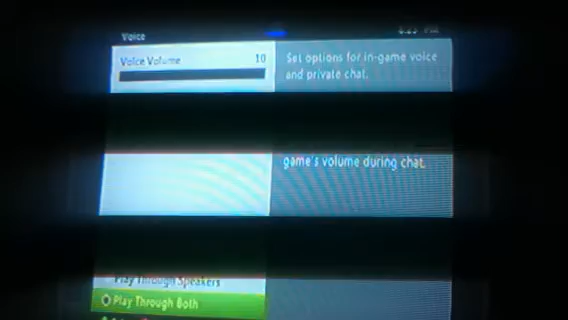 Voice
Voice Volume 10
Set options for in-game voice
and private chat.
game's volume during chat.
Play Through Speakers
Play Through Both